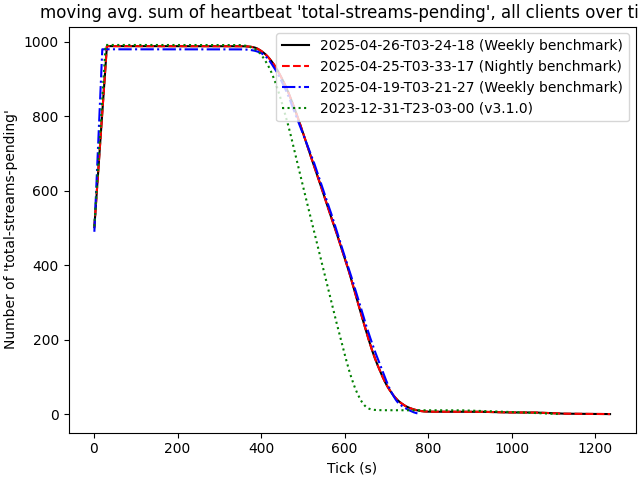 moving avg. sum of heartbeat 'total-streams-pending', all clients over ti
1000
800
600
400
200
0
Number of 'total-streams-pending'
2025-04-26-T03-24-18 (Weekly benchmark)
2025-04-25-T03-33-17 (Nightly benchmark)
2025-04-19-T03-21-27 (Weekly benchmark)
2023-12-31-T23-03-00 (v3.1.0)
0 200 400 600 800 1000 1200
Tick (s)